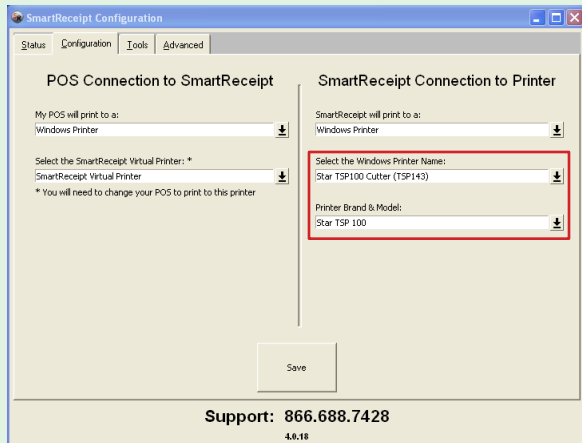 SmartReceipt Configuration
Status Configuration Tools Advanced
POS Connection to SmartReceipt
My POS will print to a:
Windows Printer
Select the SmartReceipt Virtual Printer: *
SmartReceipt Virtual Printer
* You will need to change your POS to print to this printer
SmartReceipt Connection to Printer
SmartReceipt will print to a:
Windows Printer
Select the Windows Printer Name:
Star TSP100 Cutter (TSP143)
Printer Brand & Model:
Star TSP 100
Save
Support: 866.688.7428
4.0.18